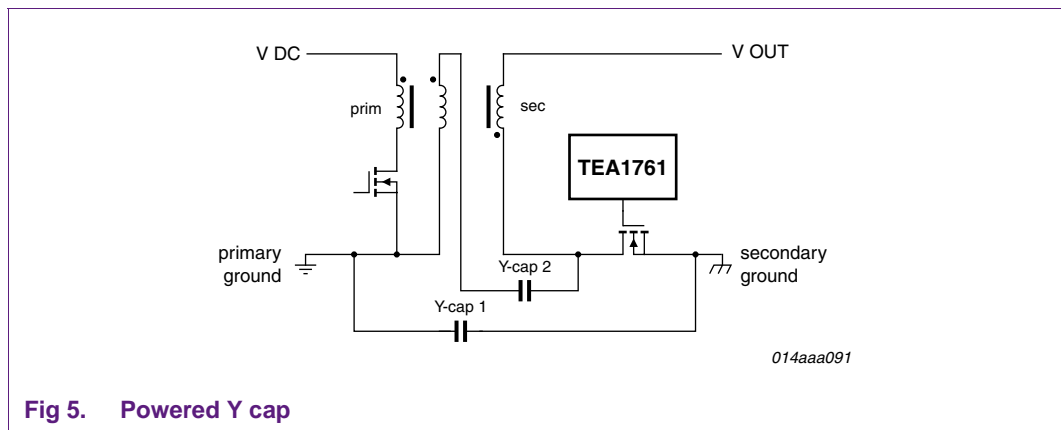 V DC
V OUT
prim
sec
TEA1761
primary
ground
secondary
ground
Y-cap 2
Y-cap 1
014aaa091
Fig 5. Powered Y cap